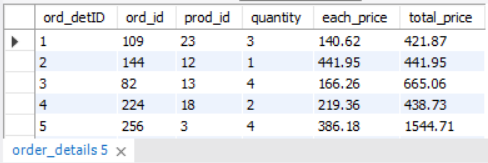 ord_detID ord_id prod_id quantity each_price total_price
1 109 23 3 140.62 421.87
2 144 12 1 441.95 441.95
3 82 13 4 166.26 665.06
4 224 18 2 219.36 438.73
5 256 3 4 386.18 1544.71
order_details 5